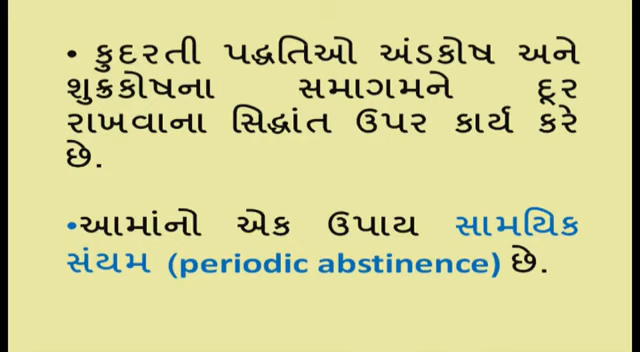 • કુદરતી પદ્ધતિઓ અંડકોષ અને
શુક્રકોષના સમાગમને દૂર
રાખવાના સિદ્ધાંત ઉપર કાર્ય કરે
છે.
•આમાંનો એક ઉપાય સામયિક
સંયમ (periodic abstinence) છે.